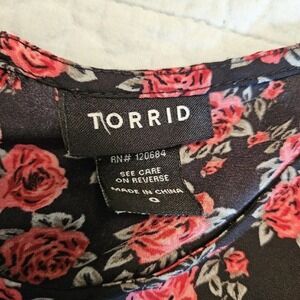 TORRID
RN# 120684
SEE CARE
ON REVERSE
MADE IN CHINA
0